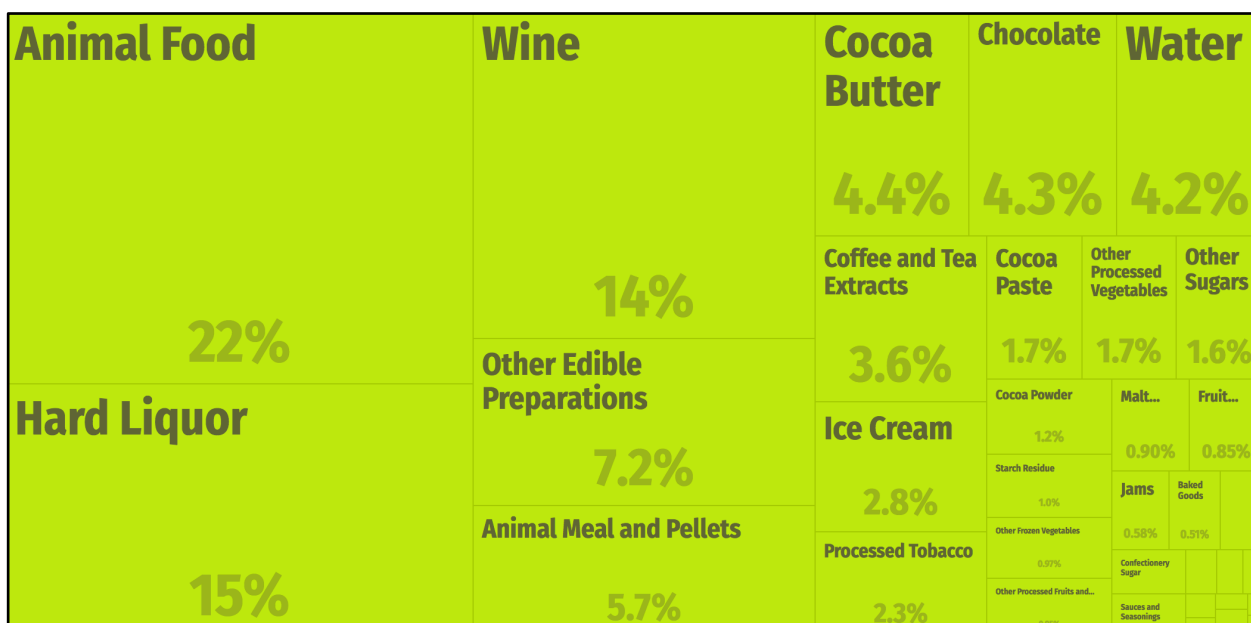 Animal Food
22%
Hard Liquor
15%
Wine
14%
Other Edible
Preparations
7.2%
Animal Meal and Pellets
5.7%
Cocoa
Butter
4.4%
Chocolate
4.3%
Water
4.2%
Coffee and Tea
Extracts
3.6%
Ice Cream
2.8%
Processed Tobacco
2.3%
Cocoa
Paste
1.7%
Other
Processed
Vegetables
1.7%
Other
Sugars
1.6%
Cocoa Powder
1.2%
Starch Residue
1.0%
Other Frozen Vegetables
0.97%
Other Processed Fruits and...
Malt...
0.90%
Fruit...
0.85%
Jams
0.58%
Baked
Goods
0.51%
Confectionery
Sugar
Sauces and
Seasonings